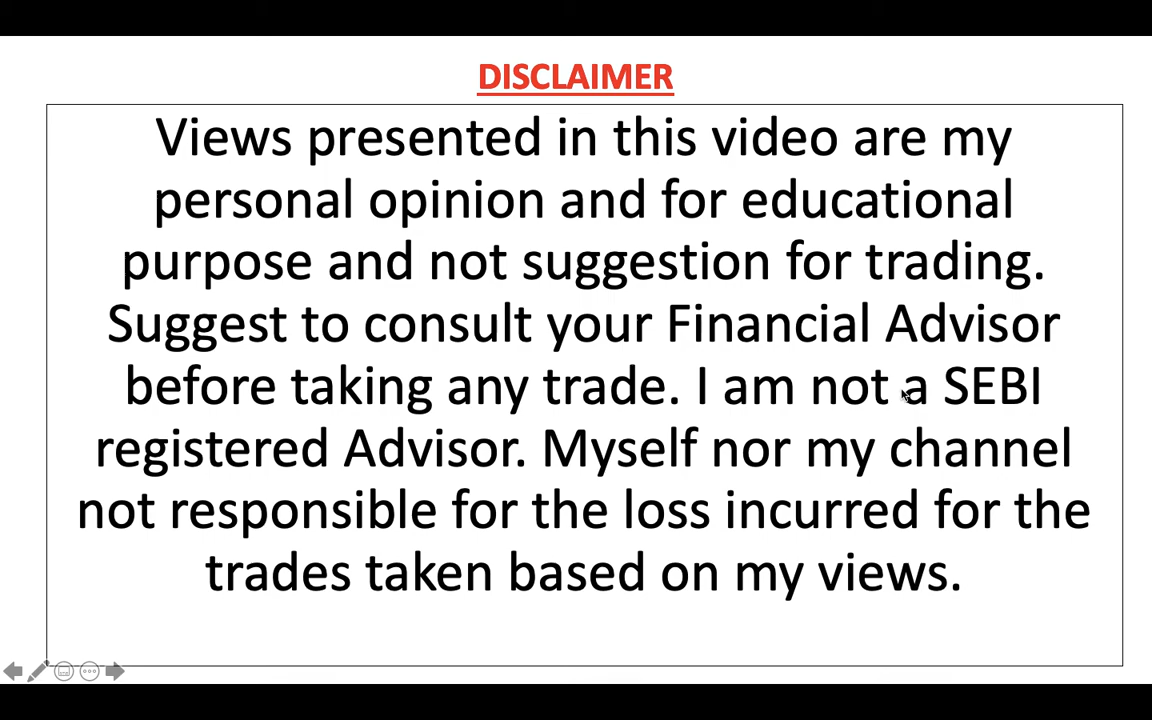 DISCLAIMER
Views presented in this video are my
personal opinion and for educational
purpose and not suggestion for trading.
Suggest to consult your Financial Advisor
before taking any trade. I am not a SEBI
registered Advisor. Myself nor my channel
not responsible for the loss incurred for the
trades taken based on my views.